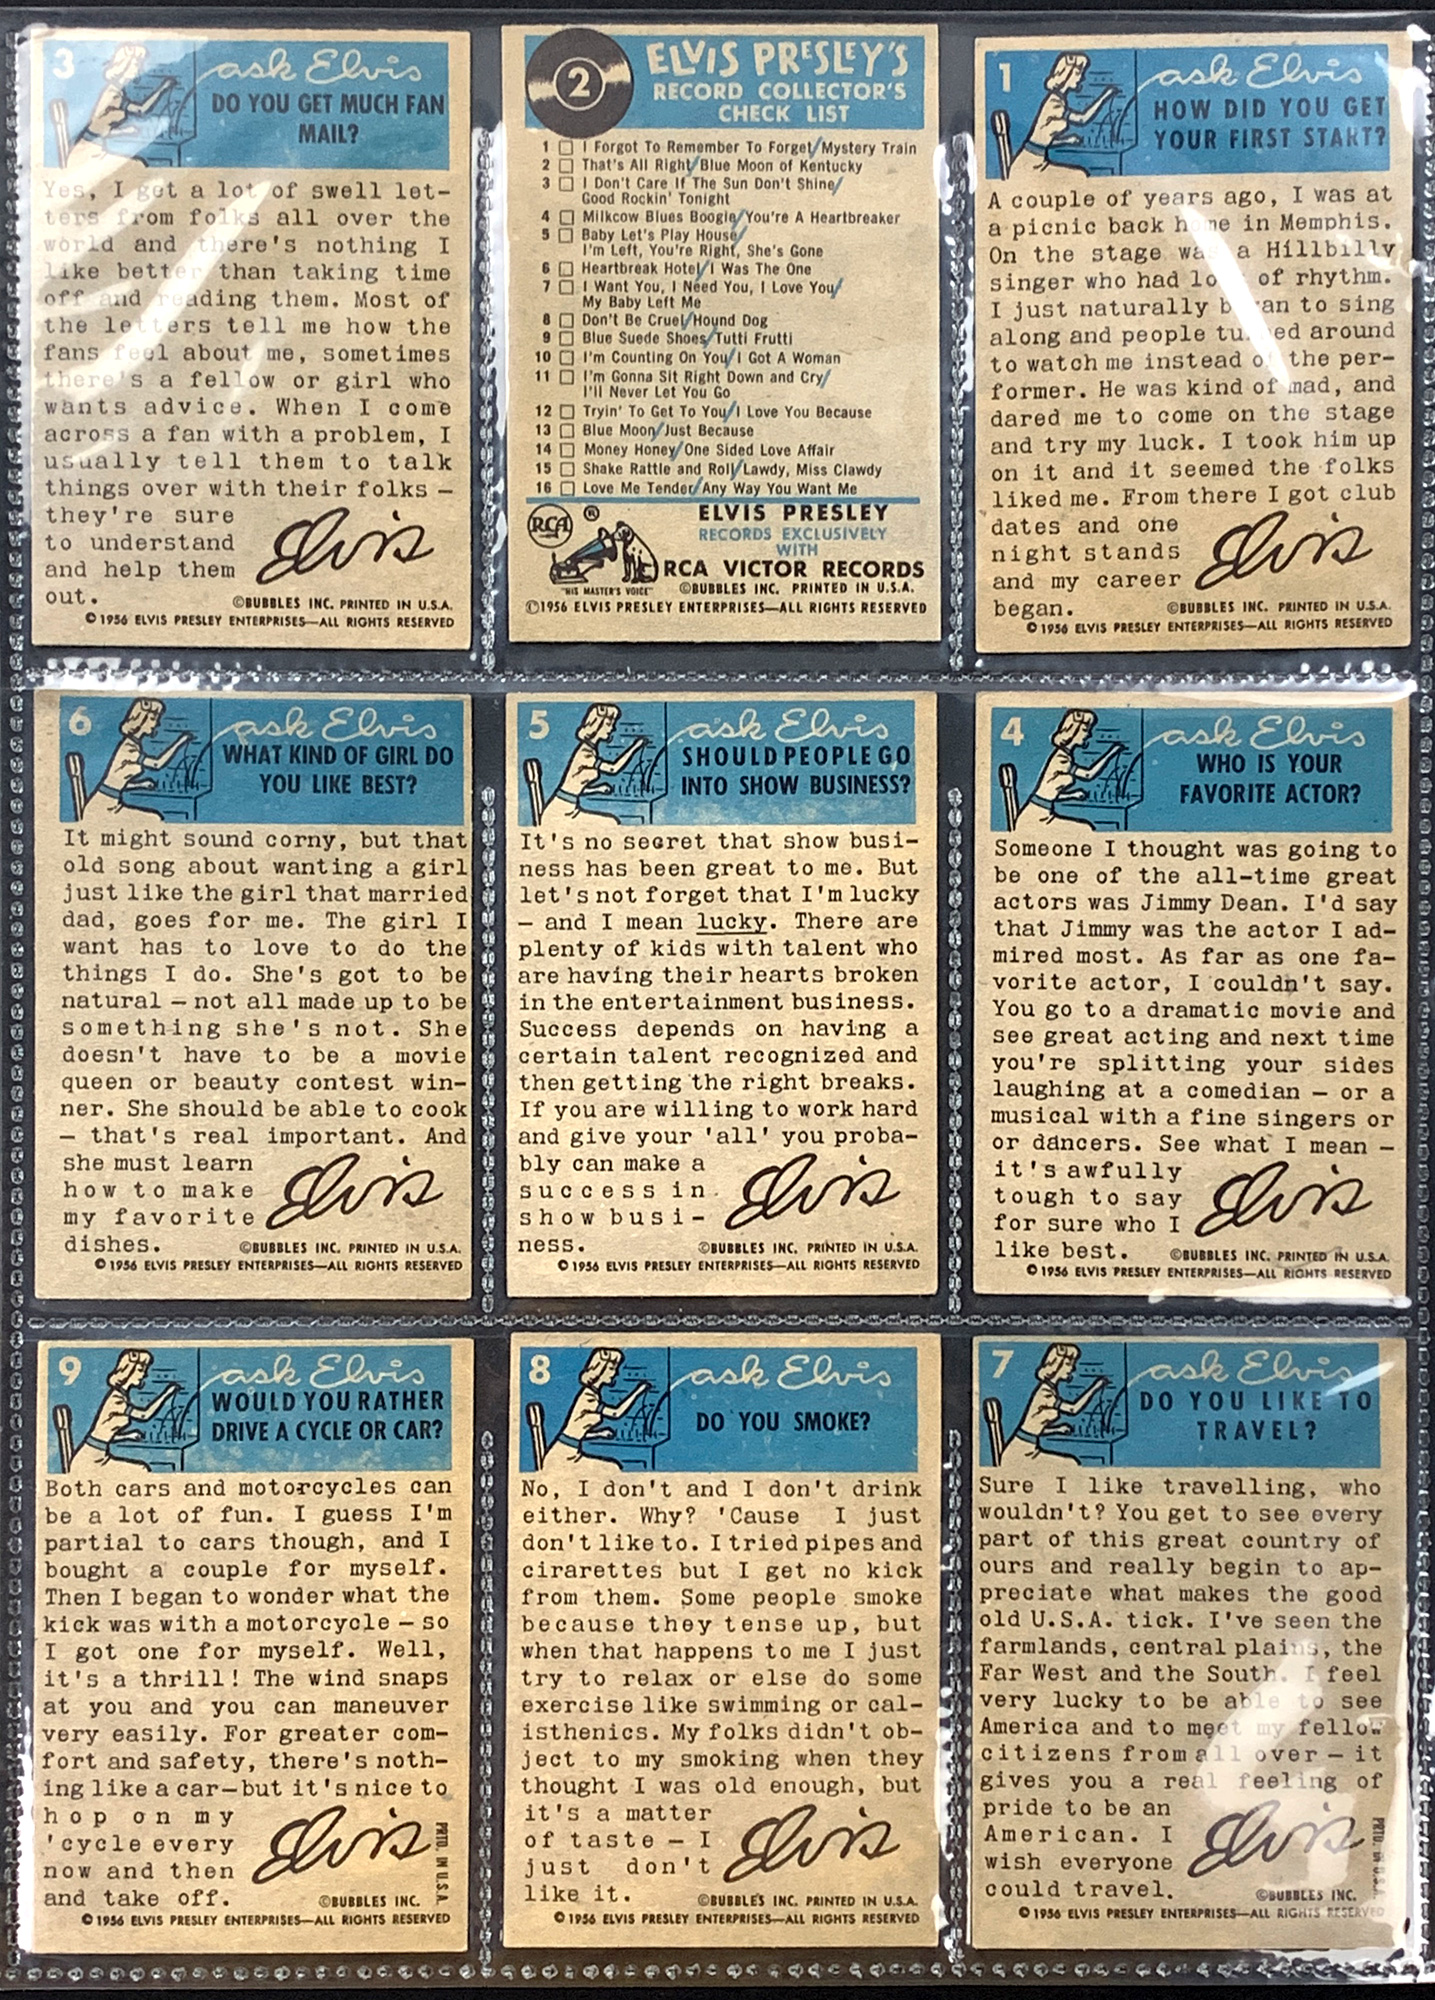 3
ask Elvis
DO YOU GET MUCH FAN
MAIL?
Yes, I get a lot of swell let-
ters from folks all over the
world and there's nothing I
like better than taking time
off and reading them. Most of
the letters tell me how the
fans feel about me, sometimes
there's a fellow or girl who
wants advice. When I come
across a fan with a problem, I
usually tell them to talk
things over with their folks —
they're sure
to understand
and help them
out.
Elvis
©BUBBLES INC. PRINTED IN U.S.A.
© 1956 ELVIS PRESLEY ENTERPRISES—ALL RIGHTS RESERVED
2
ELVIS PRESLEY'S
RECORD COLLECTOR'S
CHECK LIST
1 □ I Forgot To Remember To Forget/Mystery Train
2 □ That's All Right/Blue Moon of Kentucky
3 □ I Don't Care If The Sun Don't Shine/
Good Rockin' Tonight
4 □ Milkcow Blues Boogie/You're A Heartbreaker
5 □ Baby Let's Play House/
I'm Left, You're Right, She's Gone
6 □ Heartbreak Hotel/I Was The One
7 □ I Want You, I Need You, I Love You/
My Baby Left Me
8 □ Don't Be Cruel/Hound Dog
9 □ Blue Suede Shoes/Tutti Frutti
10 □ I'm Counting On You/I Got A Woman
11 □ I'm Gonna Sit Right Down and Cry/
I'll Never Let You Go
12 □ Tryin' To Get To You/I Love You Because
13 □ Blue Moon/Just Because
14 □ Money Honey/One Sided Love Affair
15 □ Shake Rattle and Roll/Lawdy, Miss Clawdy
16 □ Love Me Tender/Any Way You Want Me
RCA ®
"HIS MASTER'S VOICE"
ELVIS PRESLEY
RECORDS EXCLUSIVELY
WITH
RCA VICTOR RECORDS
©BUBBLES INC. PRINTED IN U.S.A.
©1956 ELVIS PRESLEY ENTERPRISES—ALL RIGHTS RESERVED
1
ask Elvis
HOW DID YOU GET
YOUR FIRST START?
A couple of years ago, I was at
a picnic back home in Memphis.
On the stage was a Hillbilly
singer who had lots of rhythm.
I just naturally began to sing
along and people turned around
to watch me instead of the per-
former. He was kind of mad, and
dared me to come on the stage
and try my luck. I took him up
on it and it seemed the folks
liked me. From there I got club
dates and one
night stands
and my career
began.
Elvis
©BUBBLES INC. PRINTED IN U.S.A.
© 1956 ELVIS PRESLEY ENTERPRISES—ALL RIGHTS RESERVED
6
ask Elvis
WHAT KIND OF GIRL DO
YOU LIKE BEST?
It might sound corny, but that
old song about wanting a girl
just like the girl that married
dad, goes for me. The girl I
want has to love to do the
things I do. She's got to be
natural — not all made up to be
something she's not. She
doesn't have to be a movie
queen or beauty contest win-
ner. She should be able to cook
— that's real important. And
she must learn
how to make
my favorite
dishes.
Elvis
©BUBBLES INC. PRINTED IN U.S.A.
© 1956 ELVIS PRESLEY ENTERPRISES—ALL RIGHTS RESERVED
5
ask Elvis
SHOULD PEOPLE GO
INTO SHOW BUSINESS?
It's no secret that show busi-
ness has been great to me. But
let's not forget that I'm lucky
— and I mean lucky. There are
plenty of kids with talent who
are having their hearts broken
in the entertainment business.
Success depends on having a
certain talent recognized and
then getting the right breaks.
If you are willing to work hard
and give your 'all' you proba-
bly can make a
success in
show busi-
ness.
Elvis
©BUBBLES INC. PRINTED IN U.S.A.
© 1956 ELVIS PRESLEY ENTERPRISES—ALL RIGHTS RESERVED
4
ask Elvis
WHO IS YOUR
FAVORITE ACTOR?
Someone I thought was going to
be one of the all-time great
actors was Jimmy Dean. I'd say
that Jimmy was the actor I ad-
mired most. As far as one fa-
vorite actor, I couldn't say.
You go to a dramatic movie and
see great acting and next time
you're splitting your sides
laughing at a comedian — or a
musical with a fine singers or
or dancers. See what I mean —
it's awfully
tough to say
for sure who I
like best.
Elvis
©BUBBLES INC. PRINTED IN U.S.A.
© 1956 ELVIS PRESLEY ENTERPRISES—ALL RIGHTS RESERVED
9
ask Elvis
WOULD YOU RATHER
DRIVE A CYCLE OR CAR?
Both cars and motorcycles can
be a lot of fun. I guess I'm
partial to cars though, and I
bought a couple for myself.
Then I began to wonder what the
kick was with a motorcycle — so
I got one for myself. Well,
it's a thrill! The wind snaps
at you and you can maneuver
very easily. For greater com-
fort and safety, there's noth-
ing like a car—but it's nice to
hop on my
'cycle every
now and then
and take off.
Elvis
PRTD. IN U.S.A.
©BUBBLES INC.
© 1956 ELVIS PRESLEY ENTERPRISES—ALL RIGHTS RESERVED
8
ask Elvis
DO YOU SMOKE?
No, I don't and I don't drink
either. Why? 'Cause I just
don't like to. I tried pipes and
cirarettes but I get no kick
from them. Some people smoke
because they tense up, but
when that happens to me I just
try to relax or else do some
exercise like swimming or cal-
isthenics. My folks didn't ob-
ject to my smoking when they
thought I was old enough, but
it's a matter
of taste — I
just don't
like it.
Elvis
©BUBBLES INC. PRINTED IN U.S.A.
© 1956 ELVIS PRESLEY ENTERPRISES—ALL RIGHTS RESERVED
7
ask Elvis
DO YOU LIKE TO
TRAVEL?
Sure I like travelling, who
wouldn't? You get to see every
part of this great country of
ours and really begin to ap-
preciate what makes the good
old U.S.A. tick. I've seen the
farmlands, central plains, the
Far West and the South. I feel
very lucky to be able to see
America and to meet my fellow
citizens from all over — it
gives you a real feeling of
pride to be an
American. I
wish everyone
could travel.
Elvis
PRTD. IN U.S.A.
©BUBBLES INC.
© 1956 ELVIS PRESLEY ENTERPRISES—ALL RIGHTS RESERVED